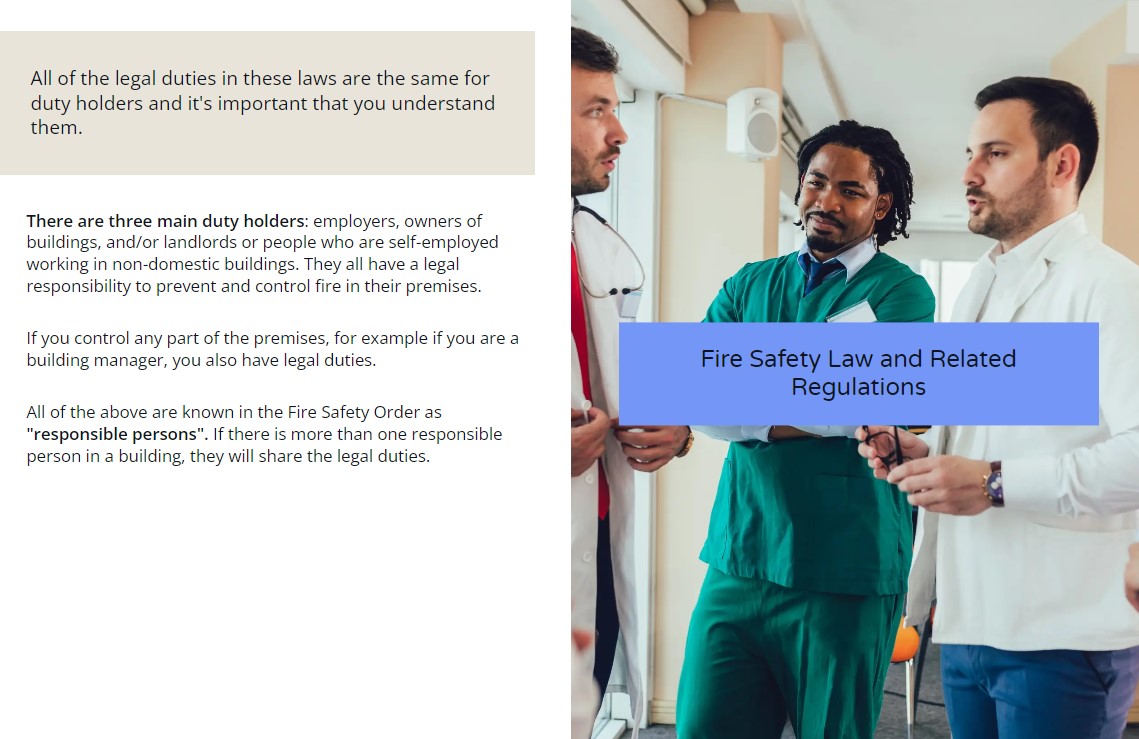 All of the legal duties in these laws are the same for
duty holders and it's important that you understand
them.
There are three main duty holders: employers, owners of
buildings, and/or landlords or people who are self-employed
working in non-domestic buildings. They all have a legal
responsibility to prevent and control fire in their premises.
If you control any part of the premises, for example if you are a
building manager, you also have legal duties.
All of the above are known in the Fire Safety Order as
"responsible persons". If there is more than one responsible
person in a building, they will share the legal duties.
Fire Safety Law and Related
Regulations